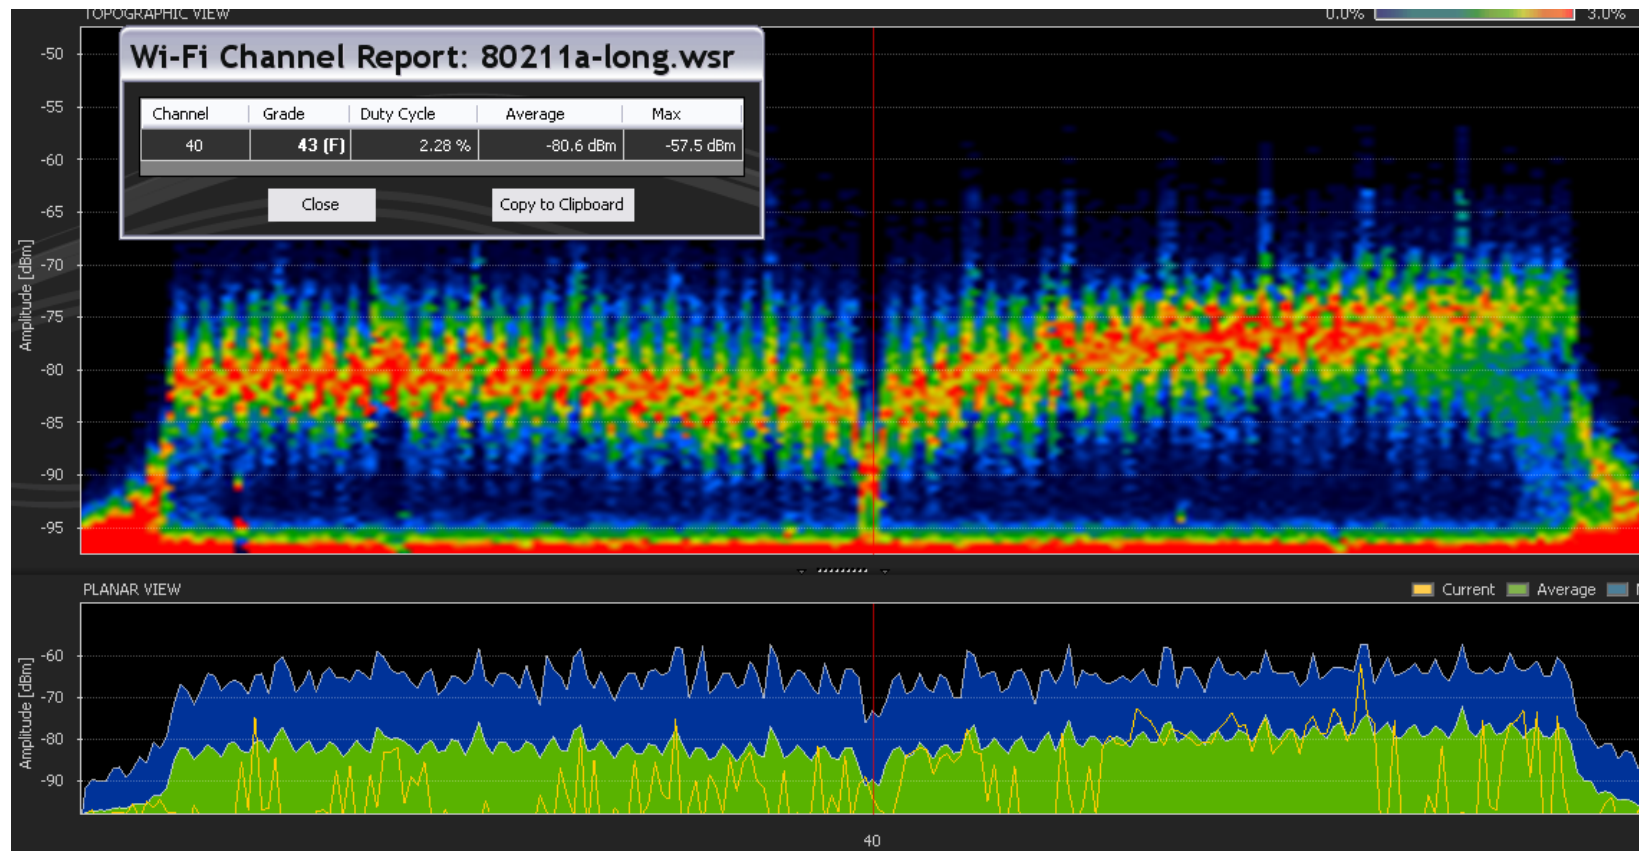 TOPOGRAPHIC VIEW
0.0% 3.0%
Wi-Fi Channel Report: 80211a-long.wsr
Channel Grade Duty Cycle Average Max
40 43 (F) 2.28 % -80.6 dBm -57.5 dBm
Close Copy to Clipboard
Amplitude [dBm]
-50
-55
-60
-65
-70
-75
-80
-85
-90
-95
PLANAR VIEW
Current Average
Amplitude [dBm]
-60
-70
-80
-90
40